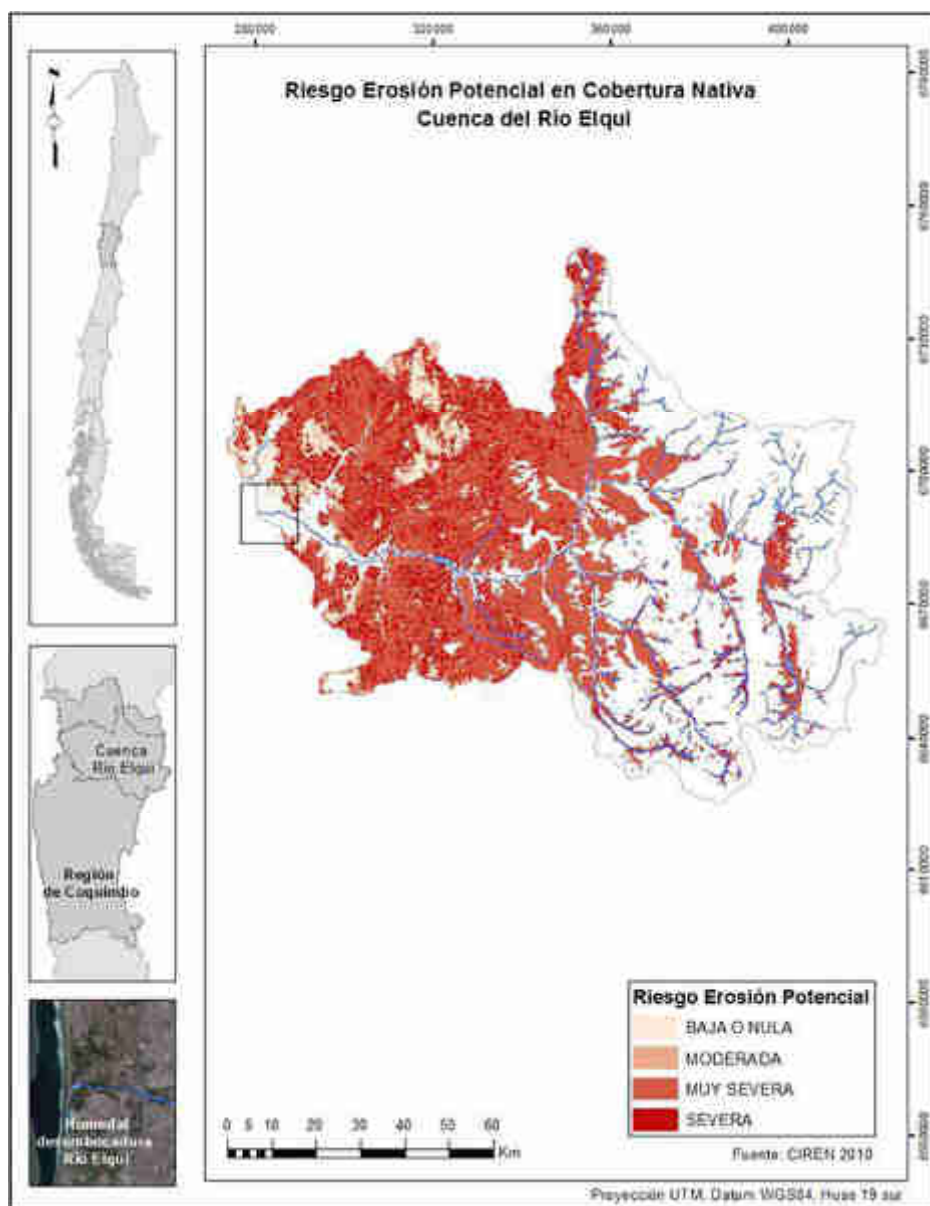 280000 320000 360000 400000
Riesgo Erosión Potencial en Cobertura Nativa
Cuenca del Río Elqui
Cuenca
Río Elqui
Región
de Coquimbo
Humedal
desembocadura
Río Elqui
Riesgo Erosión Potencial
BAJA O NULA
MODERADA
MUY SEVERA
SEVERA
0 10 20 30 40 50 60
Km
Fuente: CIREN 2010
Proyección UTM, Datum WGS84, Huso 19 sur